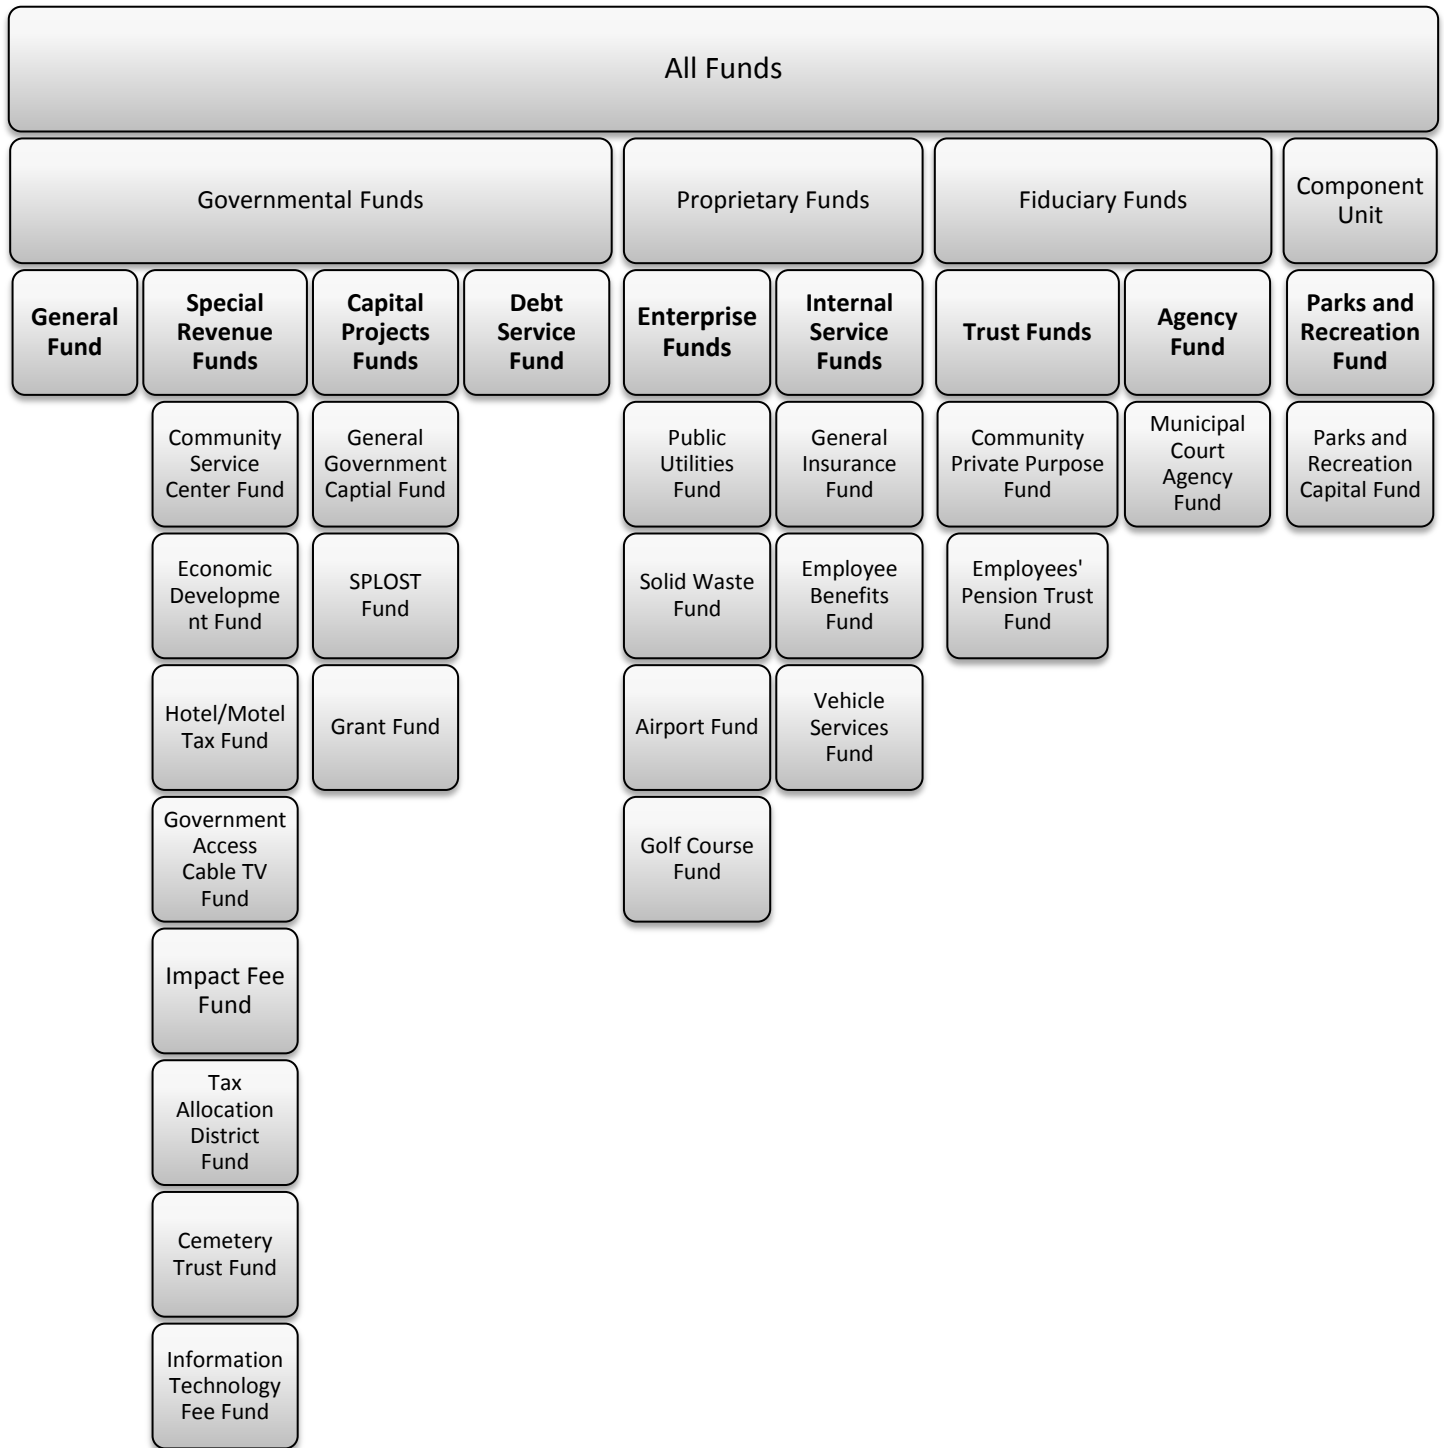 All Funds
Governmental Funds
Proprietary Funds
Fiduciary Funds
Component
Unit
General
Fund
Special
Revenue
Funds
Capital
Projects
Funds
Debt
Service
Fund
Enterprise
Funds
Internal
Service
Funds
Trust Funds
Agency
Fund
Parks and
Recreation
Fund
Community
Service
Center Fund
General
Government
Captial Fund
Public
Utilities
Fund
General
Insurance
Fund
Community
Private Purpose
Fund
Municipal
Court
Agency
Fund
Parks and
Recreation
Capital Fund
Economic
Developme
nt Fund
SPLOST
Fund
Solid Waste
Fund
Employee
Benefits
Fund
Employees'
Pension Trust
Fund
Hotel/Motel
Tax Fund
Grant Fund
Airport Fund
Vehicle
Services
Fund
Government
Access
Cable TV
Fund
Golf Course
Fund
Impact Fee
Fund
Tax
Allocation
District
Fund
Cemetery
Trust Fund
Information
Technology
Fee Fund